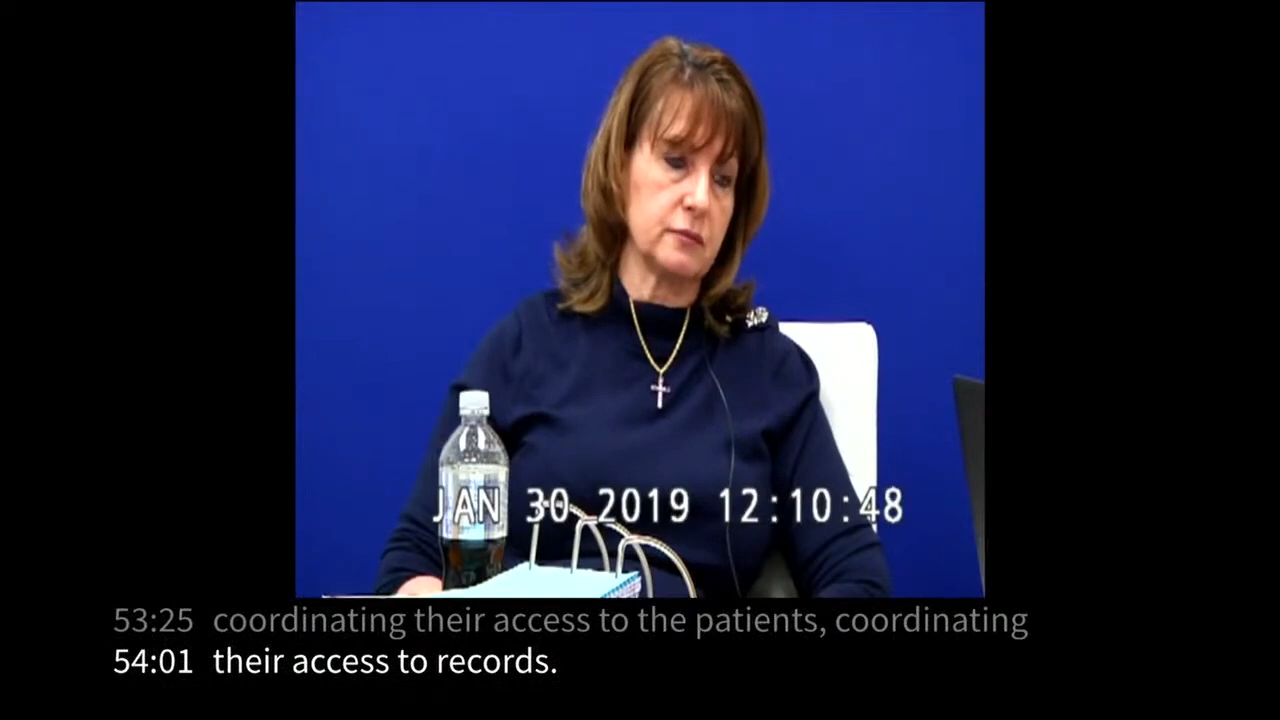 JAN 30 2019 12:10:48
53:25 coordinating their access to the patients, coordinating
54:01 their access to records.